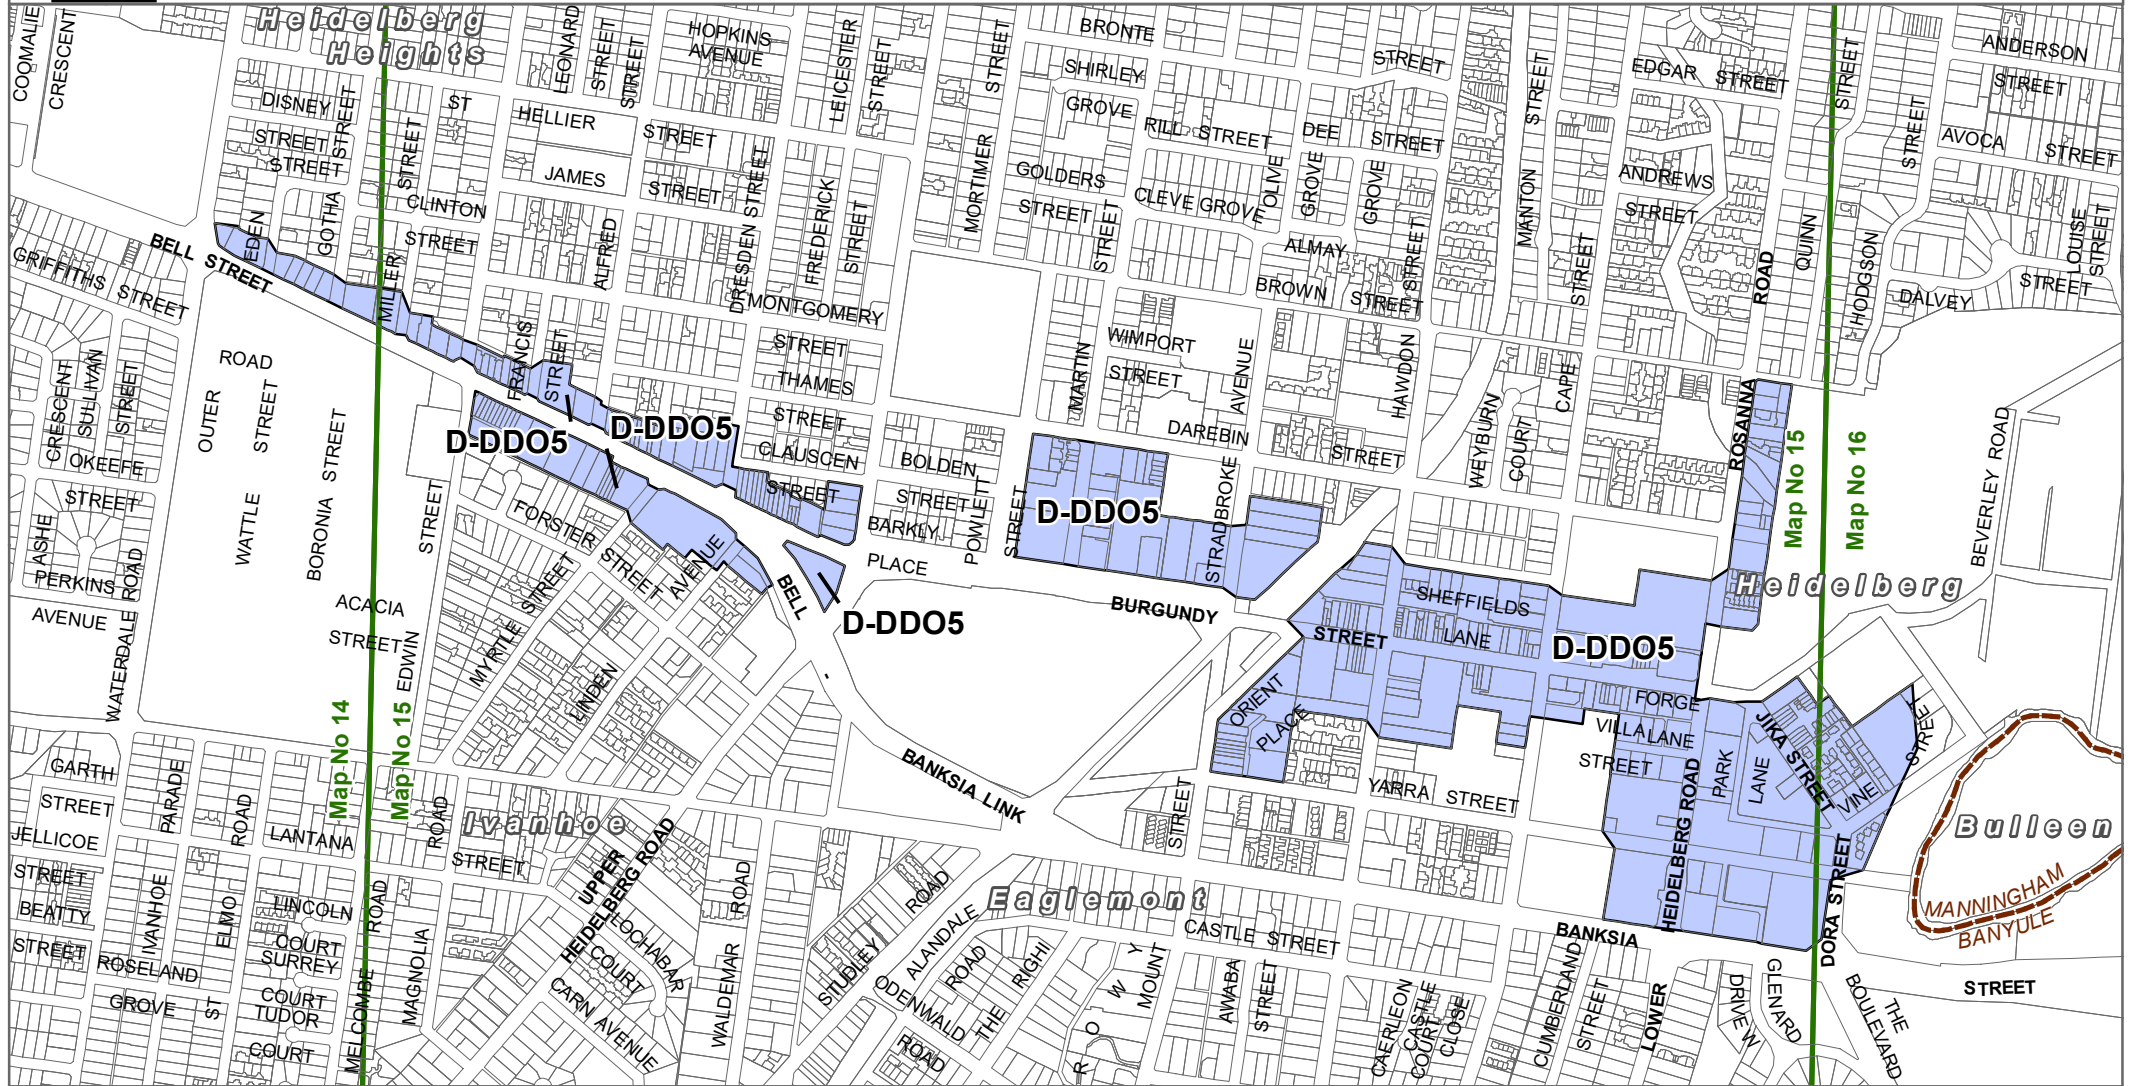 Heidelberg
Heights
COOMALIE
CRESCENT
LEONARD
STREET
STREET
HOPKINS
AVENUE
LEICESTER
STREET
STREET
BRONTE
SHIRLEY
GROVE
STREET
STREET
EDGAR STREET
STREET
ANDERSON
STREET
DISNEY
STREET
STREET
STREET
ST
STREET
HELLIER
STREET
JAMES
STREET
CLINTON
STREET
GOTHA
EDEN
MILLER
ALFRED
DRESDEN STREET
FREDERICK
STREET
MORTIMER
GOLDERS
STREET
STREET
RILL STREET
DEE STREET
CLEVE GROVE
OLIVE
GROVE
GROVE
ALMAY
BROWN STREET
STREET
MANTON
STREET
ANDREWS
STREET
ROAD
QUINN
HODGSON
STREET
AVOCA
STREET
LOUISE
STREET
DALVEY
STREET
BELL STREET
GRIFFITHS STREET
MONTGOMERY
STREET
THAMES
STREET
CLAUSCEN
STREET
FRANCIS
STREET
WIMPORT
STREET
MARTIN
AVENUE
HAWDON
DAREBIN
STREET
WEYBURN
COURT
CAPE
ROSANNA
Map No 15
Map No 16
BEVERLEY ROAD
ROAD
OUTER
STREET
WATTLE
BORONIA STREET
CRESCENT
SULLIVAN
STREET
OKEEFE
STREET
ASHE
PERKINS
AVENUE
WATERDALE ROAD
ACACIA
STREET
EDWIN
STREET
D-DDO5
D-DDO5
D-DDO5
D-DDO5
D-DDO5
BOLDEN
STREET
BARKLY
PLACE
POWLETT
STREET
STRADBROKE
FORSTER
STREET
AVENUE
MYRTLE STREET
LINDEN
BELL
-
BURGUNDY
STREET
SHEFFIELDS
LANE
Heidelberg
ORIENT
PLACE
FORGE
VILLA LANE
STREET
JIKA STREET
PARK
LANE
VINE
STREET
HEIDELBERG ROAD
BANKSIA LINK
STREET
YARRA STREET
Map No 14
Map No 15
GARTH
STREET
JELLICOE
STREET
BEATTY
STREET
PARADE
ROAD
IVANHOE
ELMO
ST
ROSELAND
GROVE
LANTANA
STREET
ROAD
LINCOLN
COURT
SURREY
COURT
TUDOR
COURT
MELCOMBE
ROAD
MAGNOLIA
Ivanhoe
UPPER
HEIDELBERG ROAD
LOCHABAR
COURT
CARN AVENUE
WALDEMAR
ROAD
STUDLEY
ROAD
ALANDALE
ROAD
ODENWALD
ROAD
THE RIGHI
Eaglemont
ROWY
MOUNT
CASTLE STREET
AWABA
STREET
CAERLEON
CASTLE
COURT
CLOSE
CUMBERLAND
STREET
LOWER
BANKSIA
DRIVE W
GLENARD
DORA STREET
THE
BOULEVARD
STREET
Bulleen
MANNINGHAM
BANYULE